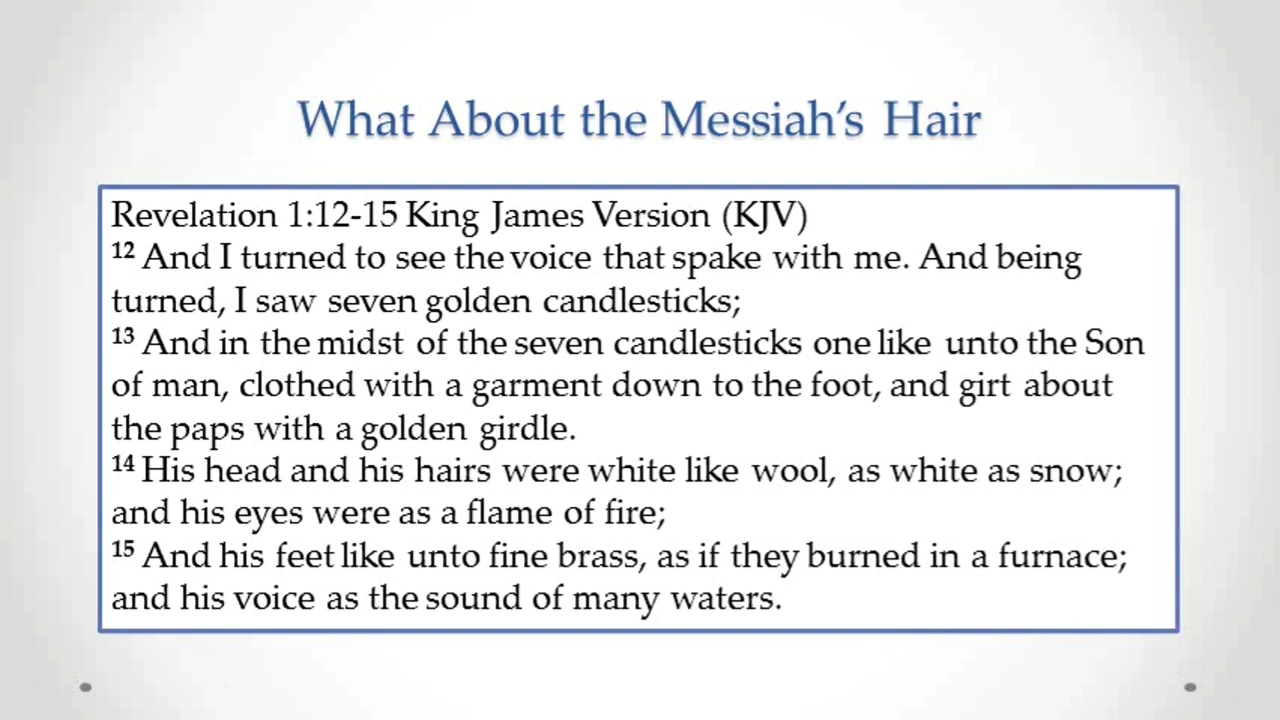 What About the Messiah's Hair
Revelation 1:12-15 King James Version (KJV)
12 And I turned to see the voice that spake with me. And being
turned, I saw seven golden candlesticks;
13 And in the midst of the seven candlesticks one like unto the Son
of man, clothed with a garment down to the foot, and girt about
the paps with a golden girdle.
14 His head and his hairs were white like wool, as white as snow;
and his eyes were as a flame of fire;
15 And his feet like unto fine brass, as if they burned in a furnace;
and his voice as the sound of many waters.